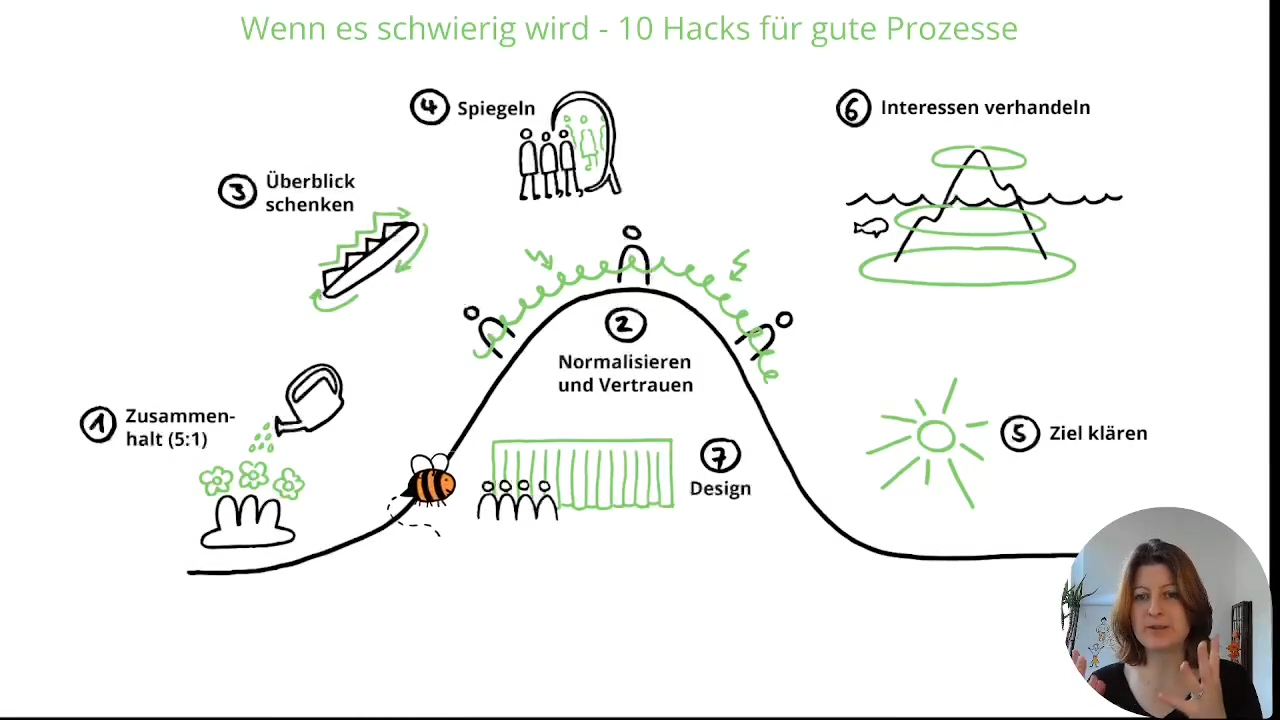 Wenn es schwierig wird - 10 Hacks für gute Prozesse
4 Spiegeln
6 Interessen verhandeln
3 Überblick
schenken
2
Normalisieren
und Vertrauen
1 Zusammen-
halt (5:1)
5 Ziel klären
7
Design